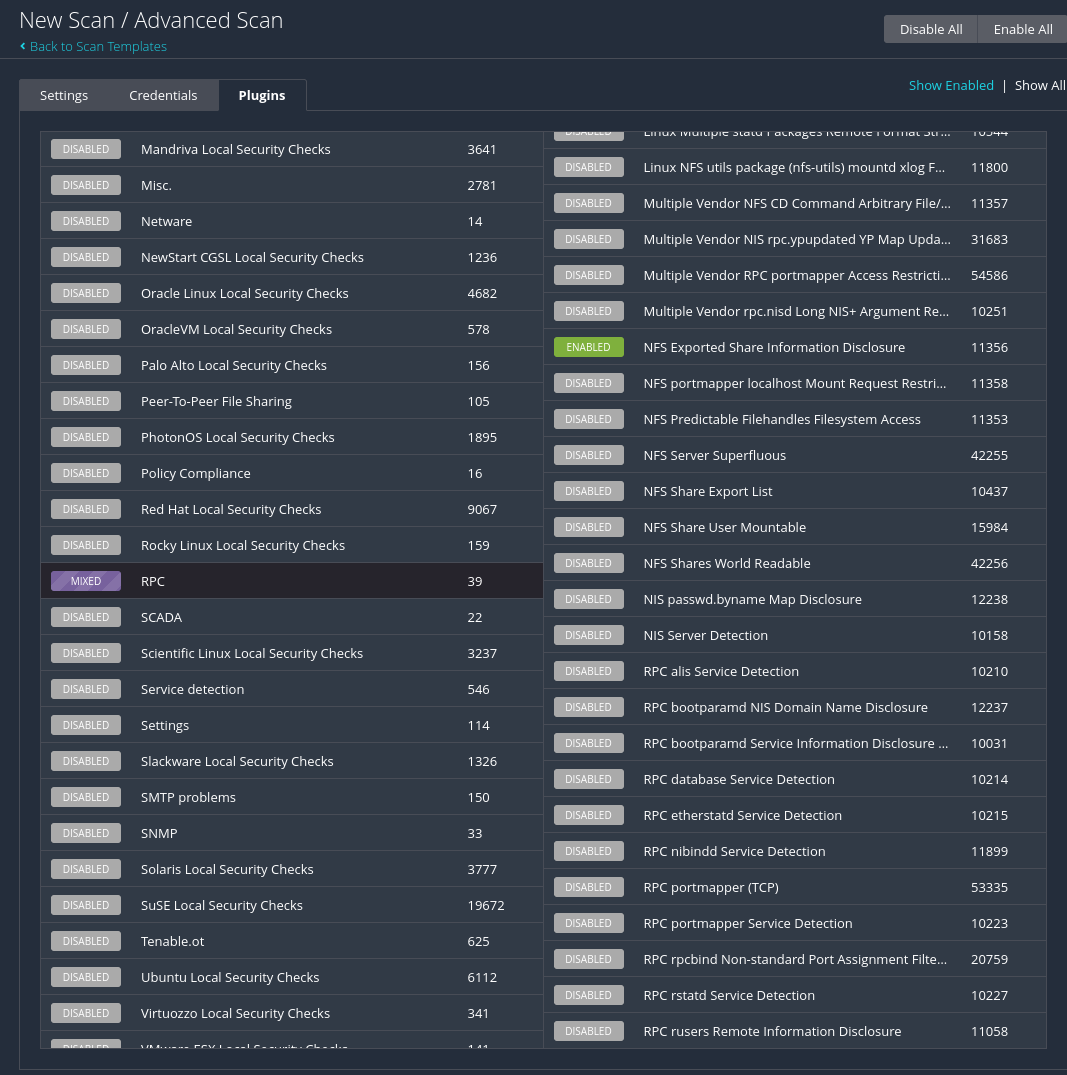 New Scan / Advanced Scan
Disable All
Enable All
Back to Scan Templates
Settings
Credentials
Plugins
Show Enabled | Show All
DISABLED Mandriva Local Security Checks 3641
DISABLED Misc. 2781
DISABLED Netware 14
DISABLED NewStart CGSL Local Security Checks 1236
DISABLED Oracle Linux Local Security Checks 4682
DISABLED OracleVM Local Security Checks 578
DISABLED Palo Alto Local Security Checks 156
DISABLED Peer-To-Peer File Sharing 105
DISABLED PhotonOS Local Security Checks 1895
DISABLED Policy Compliance 16
DISABLED Red Hat Local Security Checks 9067
DISABLED Rocky Linux Local Security Checks 159
MIXED RPC 39
DISABLED SCADA 22
DISABLED Scientific Linux Local Security Checks 3237
DISABLED Service detection 546
DISABLED Settings 114
DISABLED Slackware Local Security Checks 1326
DISABLED SMTP problems 150
DISABLED SNMP 33
DISABLED Solaris Local Security Checks 3777
DISABLED SuSE Local Security Checks 19672
DISABLED Tenable.ot 625
DISABLED Ubuntu Local Security Checks 6112
DISABLED Virtuozzo Local Security Checks 341
DISABLED VMware ESX Local Security Checks 141
DISABLED Linux Multiple statd Packages Remote Format Str... 10544
DISABLED Linux NFS utils package (nfs-utils) mountd xlog F... 11800
DISABLED Multiple Vendor NFS CD Command Arbitrary File/... 11357
DISABLED Multiple Vendor NIS rpc.ypupdated YP Map Upda... 31683
DISABLED Multiple Vendor RPC portmapper Access Restricti... 54586
DISABLED Multiple Vendor rpc.nisd Long NIS+ Argument Re... 10251
ENABLED NFS Exported Share Information Disclosure 11356
DISABLED NFS portmapper localhost Mount Request Restri... 11358
DISABLED NFS Predictable Filehandles Filesystem Access 11353
DISABLED NFS Server Superfluous 42255
DISABLED NFS Share Export List 10437
DISABLED NFS Share User Mountable 15984
DISABLED NFS Shares World Readable 42256
DISABLED NIS passwd.byname Map Disclosure 12238
DISABLED NIS Server Detection 10158
DISABLED RPC alis Service Detection 10210
DISABLED RPC bootparamd NIS Domain Name Disclosure 12237
DISABLED RPC bootparamd Service Information Disclosure ... 10031
DISABLED RPC database Service Detection 10214
DISABLED RPC etherstatd Service Detection 10215
DISABLED RPC nibindd Service Detection 11899
DISABLED RPC portmapper (TCP) 53335
DISABLED RPC portmapper Service Detection 10223
DISABLED RPC rpcbind Non-standard Port Assignment Filte... 20759
DISABLED RPC rstatd Service Detection 10227
DISABLED RPC rusers Remote Information Disclosure 11058